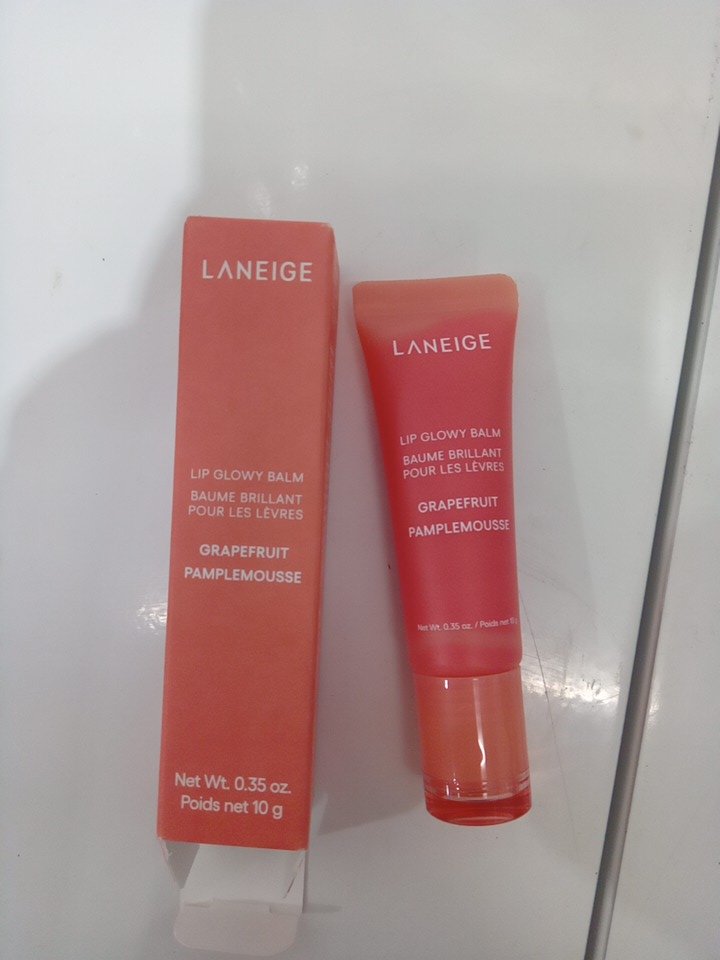 LANEIGE
LIP GLOWY BALM
BAUME BRILLANT
POUR LES LÈVRES
GRAPEFRUIT
PAMPLEMOUSSE
Net Wt. 0.35 oz.
Poids net 10 g
LANEIGE
LIP GLOWY BALM
BAUME BRILLANT
POUR LES LÈVRES
GRAPEFRUIT
PAMPLEMOUSSE
Net Wt. 0.35 oz. / Poids net 10 g